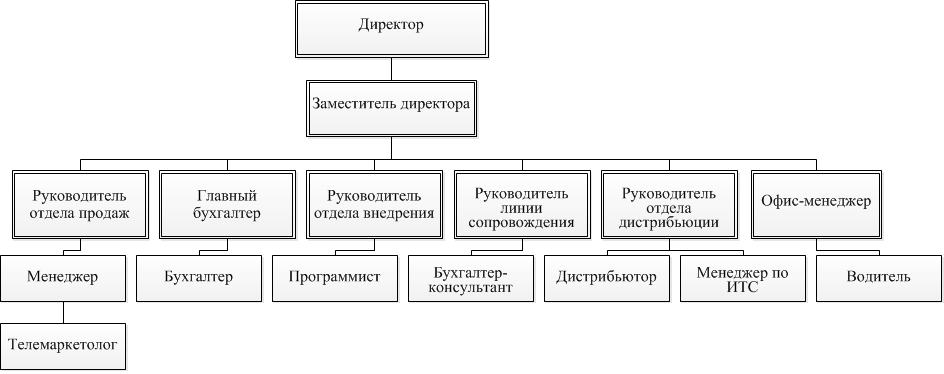 Директор
Заместитель директора
Руководитель
отдела продаж
Главный
бухгалтер
Руководитель
отдела внедрения
Руководитель
линии
сопровождения
Руководитель
отдела
дистрибьюции
Офис-менеджер
Менеджер
Бухгалтер
Программист
Бухгалтер-
консультант
Дистрибьютор
Менеджер по
ИТС
Водитель
Телемаркетолог